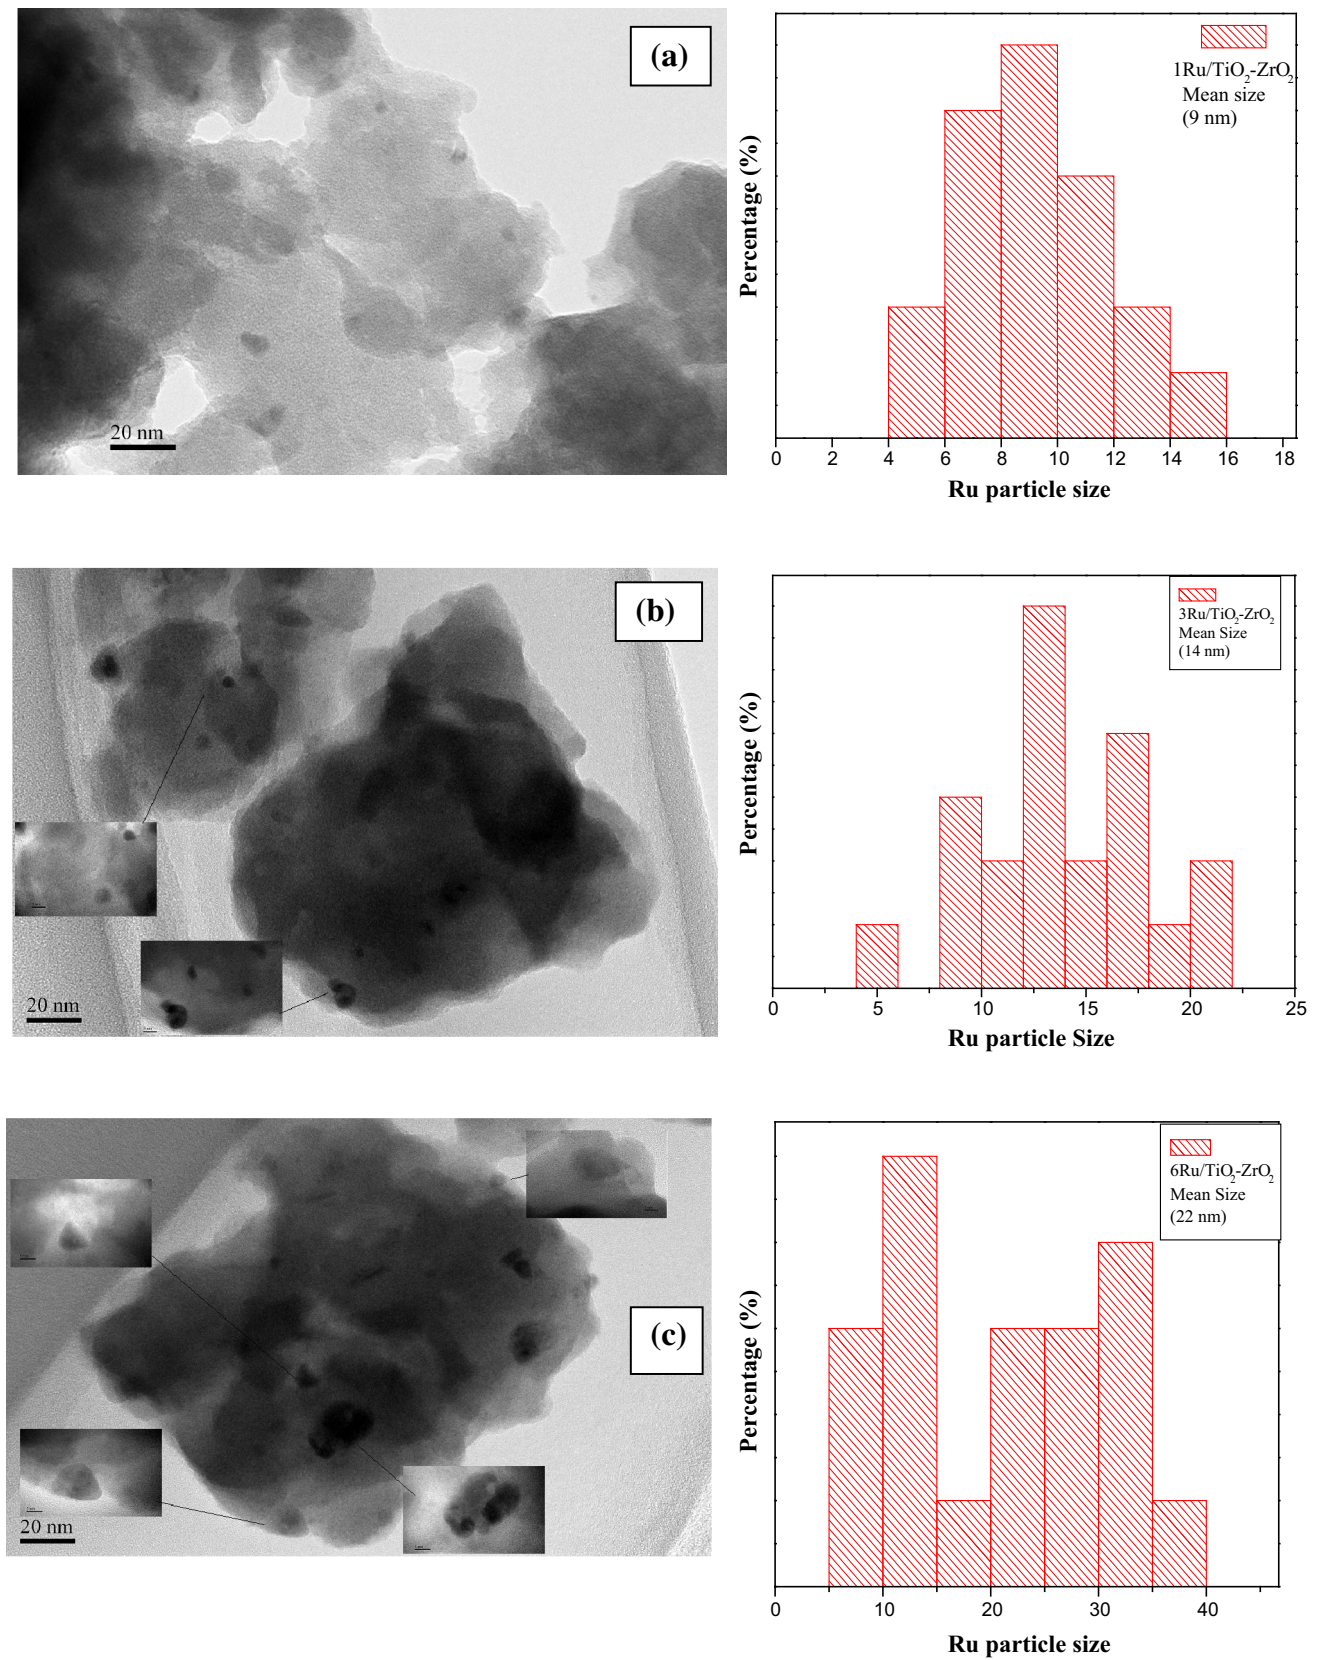 (a)
20 nm
1Ru/TiO2-ZrO2
Mean size
(9 nm)
Percentage (%)
0 2 4 6 8 10 12 14 16 18
Ru particle size
(b)
20 nm
3Ru/TiO2-ZrO2
Mean Size
(14 nm)
Percentage (%)
0 5 10 15 20 25
Ru particle Size
(c)
20 nm
6Ru/TiO2-ZrO2
Mean Size
(22 nm)
Percentage (%)
0 10 20 30 40
Ru particle size